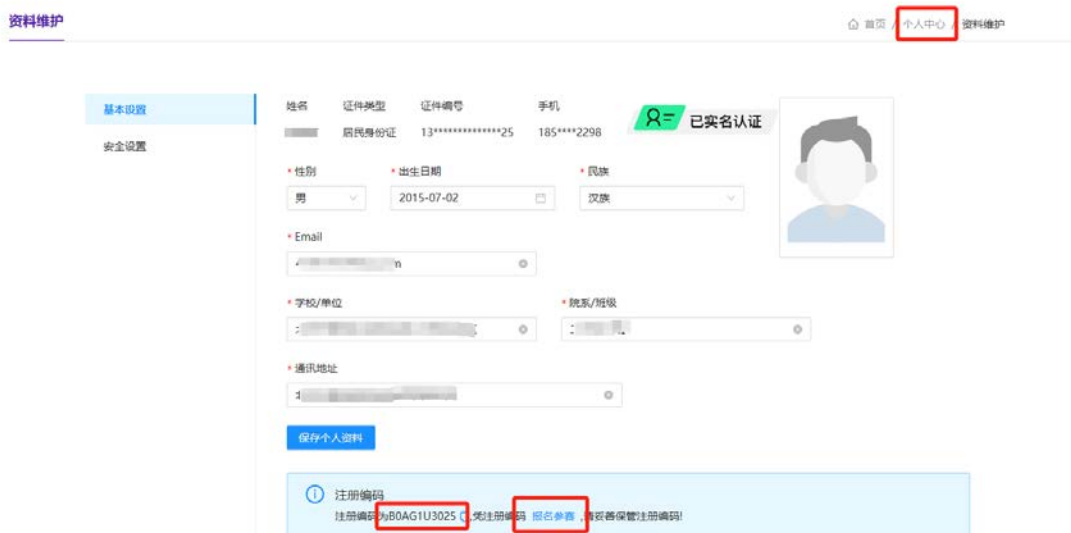 资料维护
首页 / 个人中心 / 资料维护
基本设置
安全设置
姓名 证件类型 证件编号 手机
居民身份证 13**************25 185****2298
已实名认证
* 性别 * 出生日期 * 民族
男 2015-07-02 汉族
* Email
m
* 学校/单位 * 院系/班级
* 通讯地址
保存个人资料
注册编码
注册编码为B0AG1U3025 ,凭注册编码 报名参赛 ,请妥善保管注册编码!